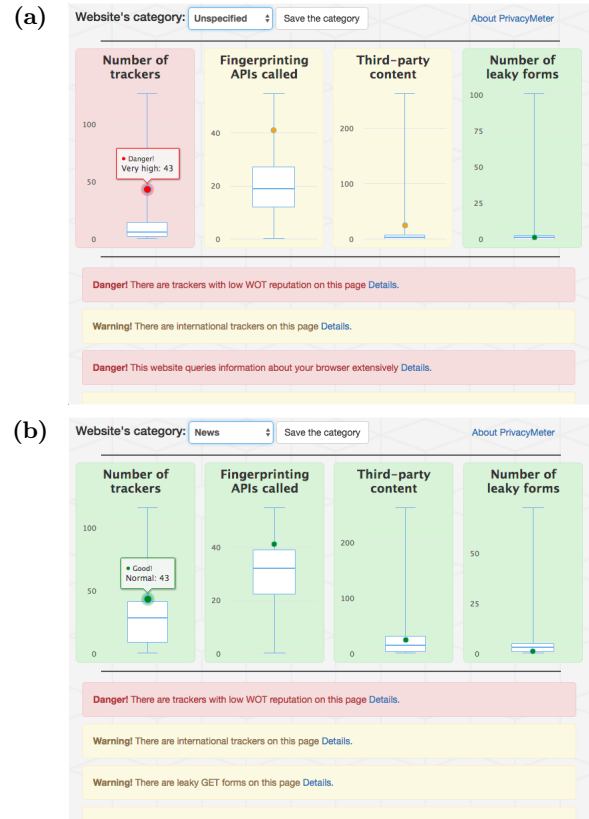 (a)
Website's category: Unspecified Save the category About PrivacyMeter
Number of trackers
100
50
0
• Danger!
Very high: 43
Fingerprinting APIs called
40
20
0
Third-party content
200
100
0
Number of leaky forms
100
75
50
25
0
Danger! There are trackers with low WOT reputation on this page Details.
Warning! There are international trackers on this page Details.
Danger! This website queries information about your browser extensively Details.
(b)
Website's category: News Save the category About PrivacyMeter
Number of trackers
100
50
0
• Good!
Normal: 43
Fingerprinting APIs called
40
20
0
Third-party content
200
100
0
Number of leaky forms
50
25
0
Danger! There are trackers with low WOT reputation on this page Details.
Warning! There are international trackers on this page Details.
Warning! There are leaky GET forms on this page Details.